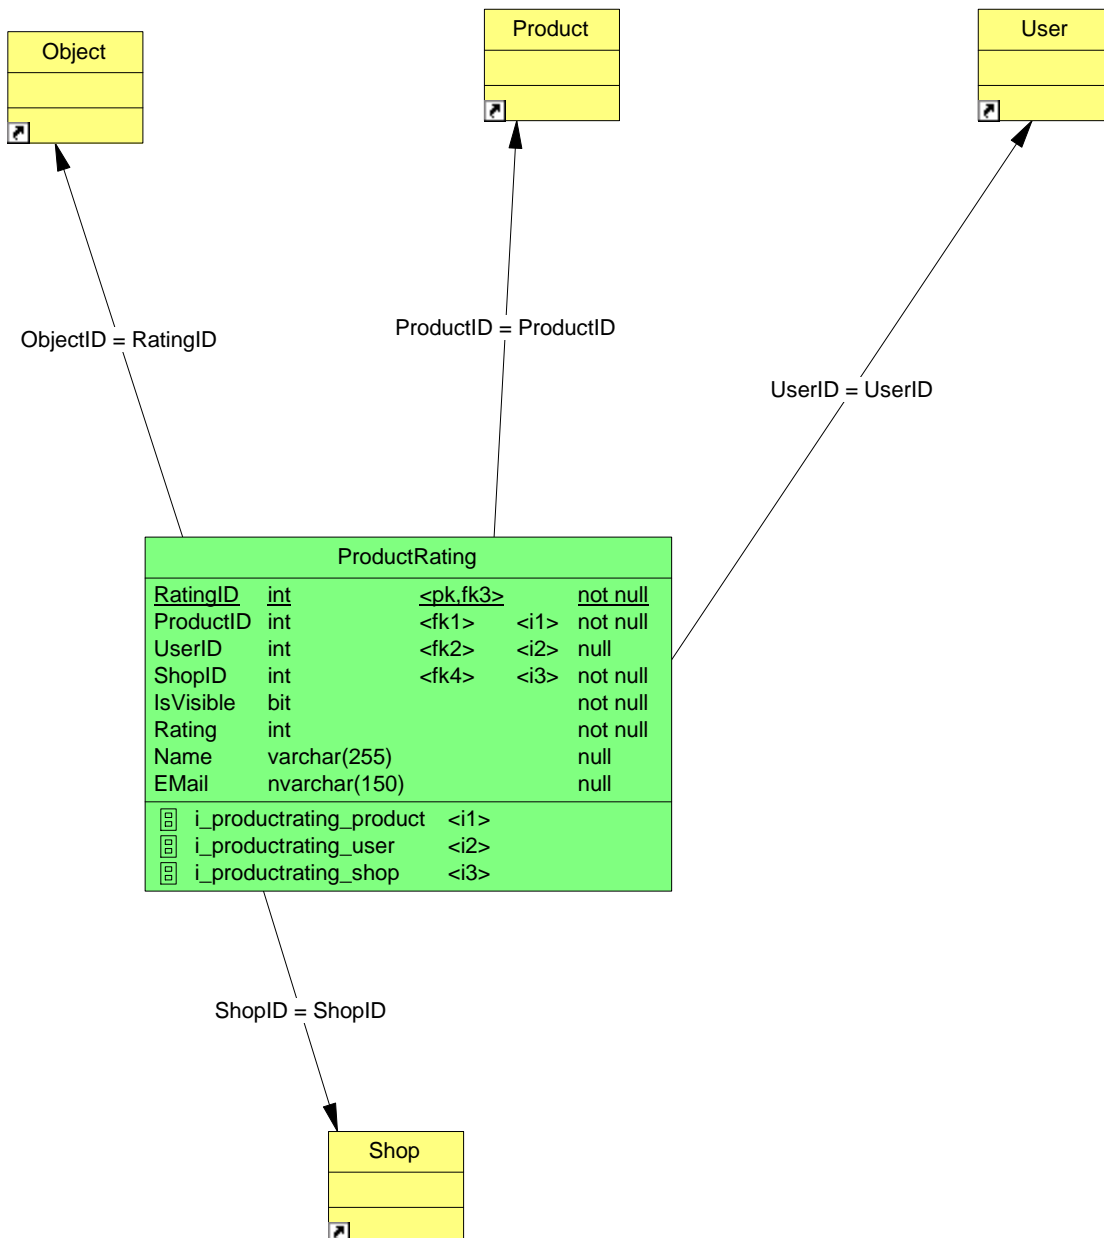 Product
User
Object
ProductID = ProductID
ObjectID = RatingID
UserID = UserID
ProductRating
RatingID int <pk,fk3> not null
ProductID int <fk1> <i1> not null
UserID int <fk2> <i2> null
ShopID int <fk4> <i3> not null
IsVisible bit not null
Rating int not null
Name varchar(255) null
EMail nvarchar(150) null
i_productrating_product <i1>
i_productrating_user <i2>
i_productrating_shop <i3>
ShopID = ShopID
Shop